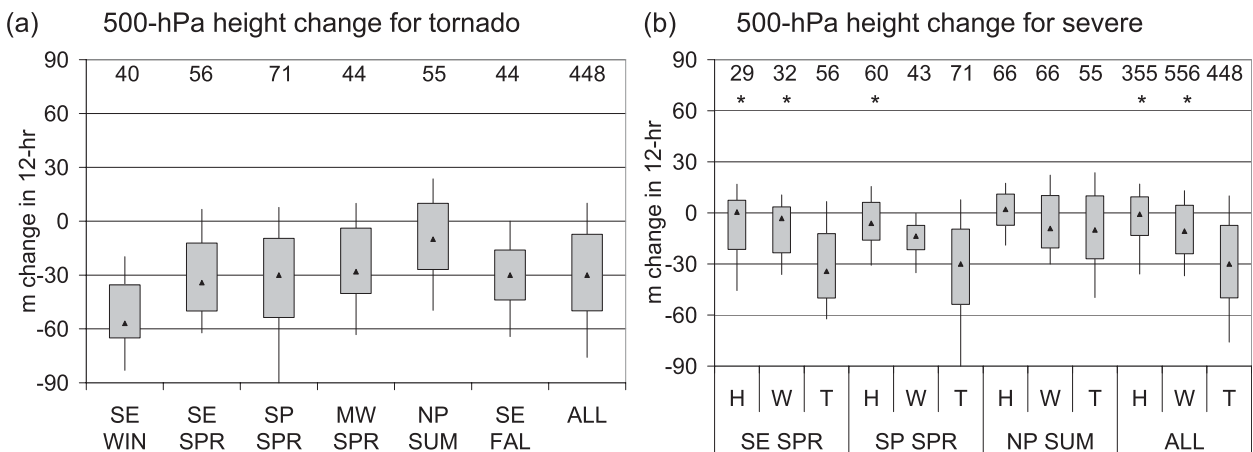 (a) 500-hPa height change for tornado
m change in 12-hr
90
60
30
0
-30
-60
-90
40 56 71 44 55 44 448
SE WIN
SE SPR
SP SPR
MW SPR
NP SUM
SE FAL
ALL
(b) 500-hPa height change for severe
m change in 12-hr
90
60
30
0
-30
-60
-90
29 32 56 60 43 71 66 66 55 355 556 448
* * * * *
H W T H W T H W T H W T
SE SPR SP SPR NP SUM ALL